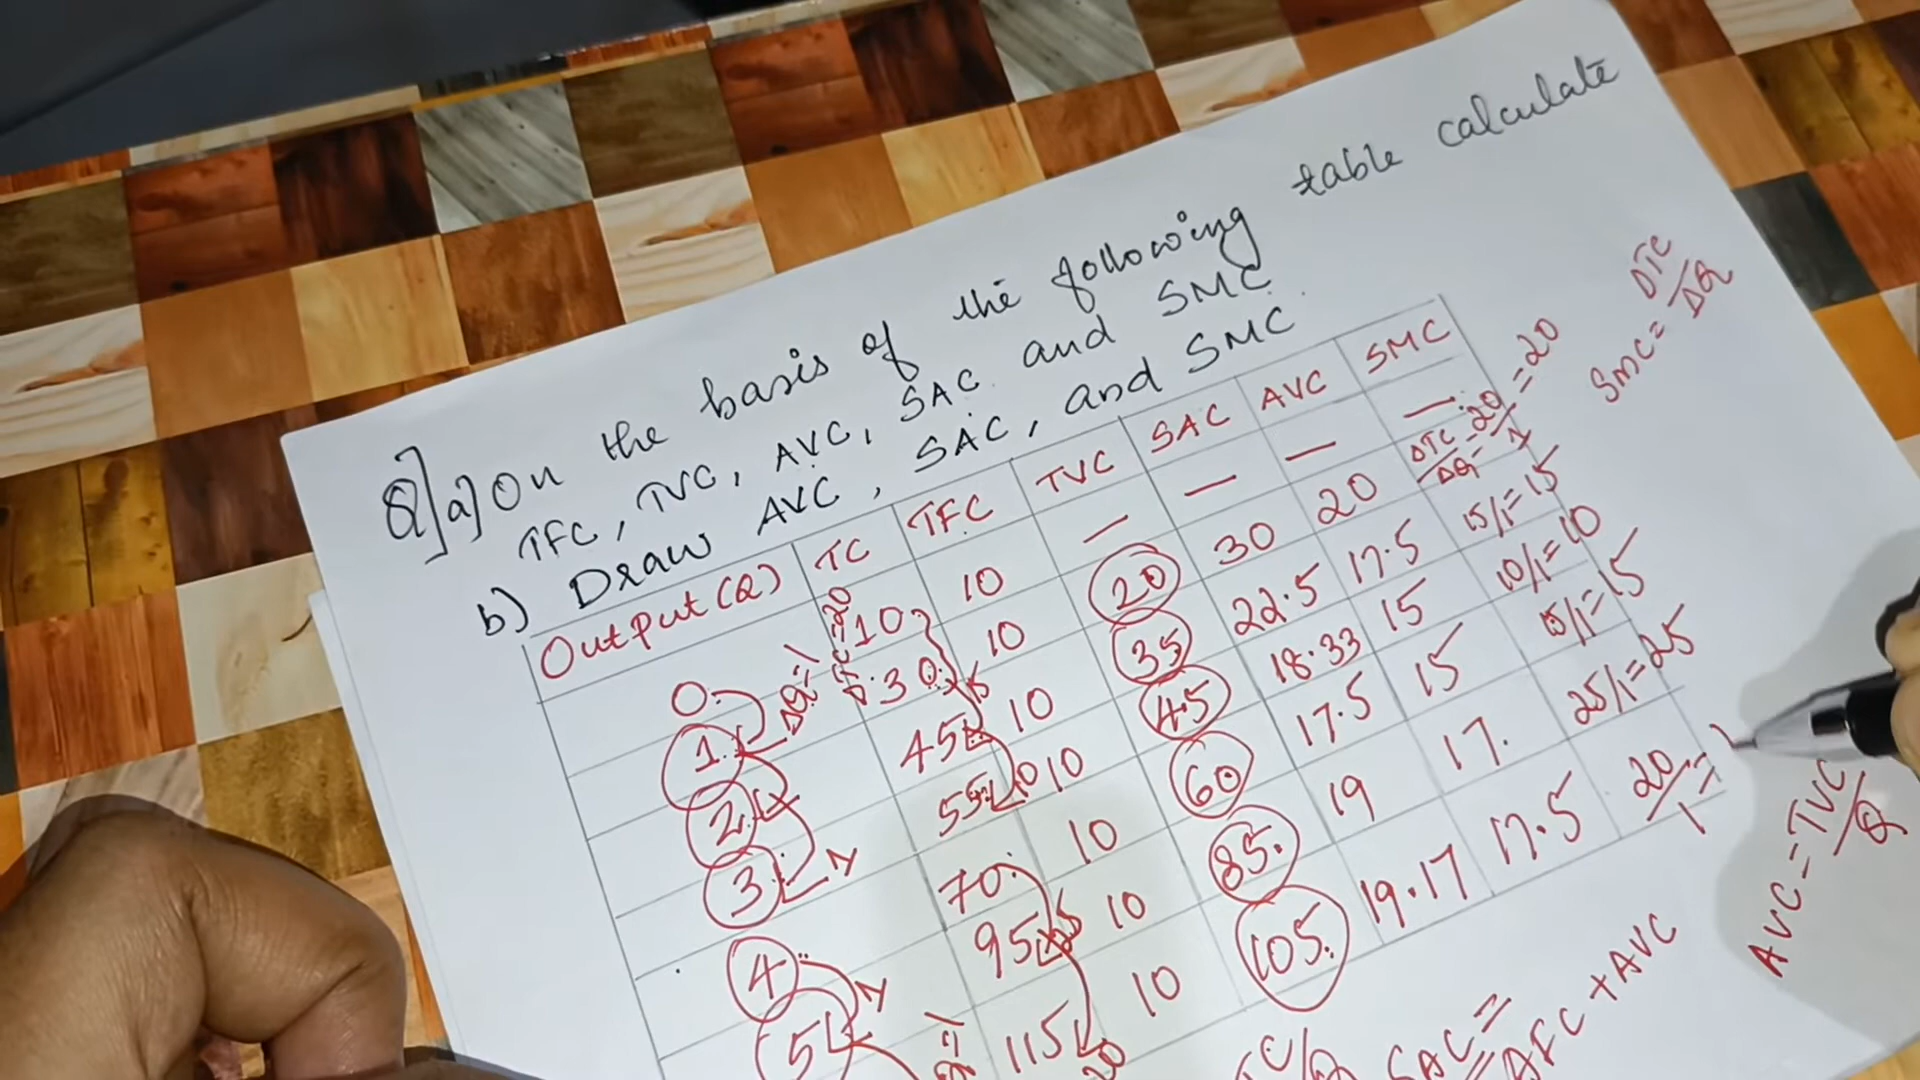 Q] a) On the basis of the following table calculate
TFC, TVC, AVC, SAC and SMC
b) Draw AVC, SAC, and SMC
Output (Q) TC TFC TVC SAC AVC SMC
0 10 10 — — — —
1 30 10 20 30 20 ΔTC/ΔQ = 20/1 = 20
2 45 10 35 22.5 17.5 15/1 = 15
3 55 10 45 18.33 15 10/1 = 10
4 70 10 60 17.5 15 15/1 = 15
5 95 10 85 19 17 25/1 = 25
115 10 105 19.17 17.5 20/1 =
SMC = ΔTC/ΔQ
AVC = TVC/Q
SAC =
AFC + AVC